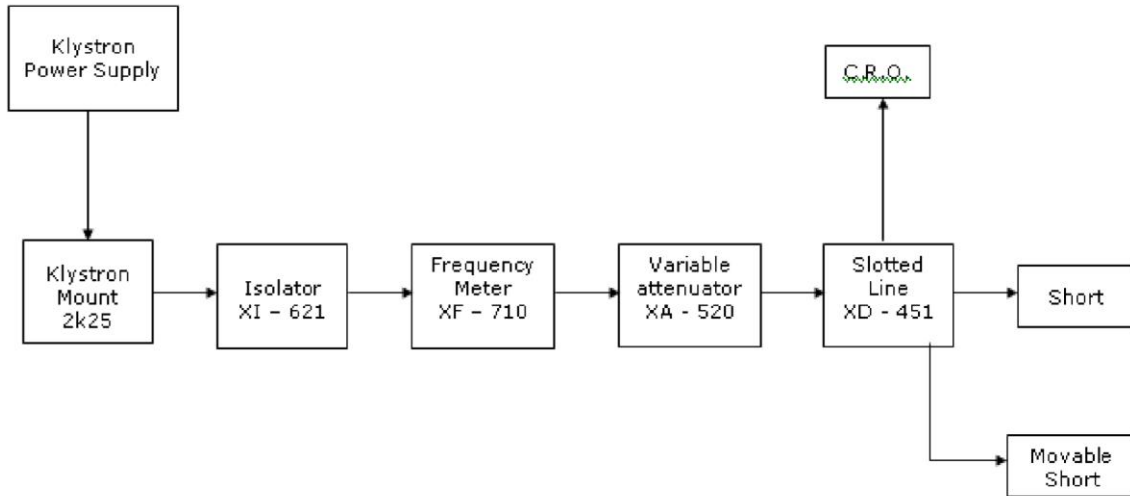 Klystron
Power Supply
C.R.O.
Klystron
Mount
2k25
Isolator
XI – 621
Frequency
Meter
XF – 710
Variable
attenuator
XA - 520
Slotted
Line
XD - 451
Short
Movable
Short